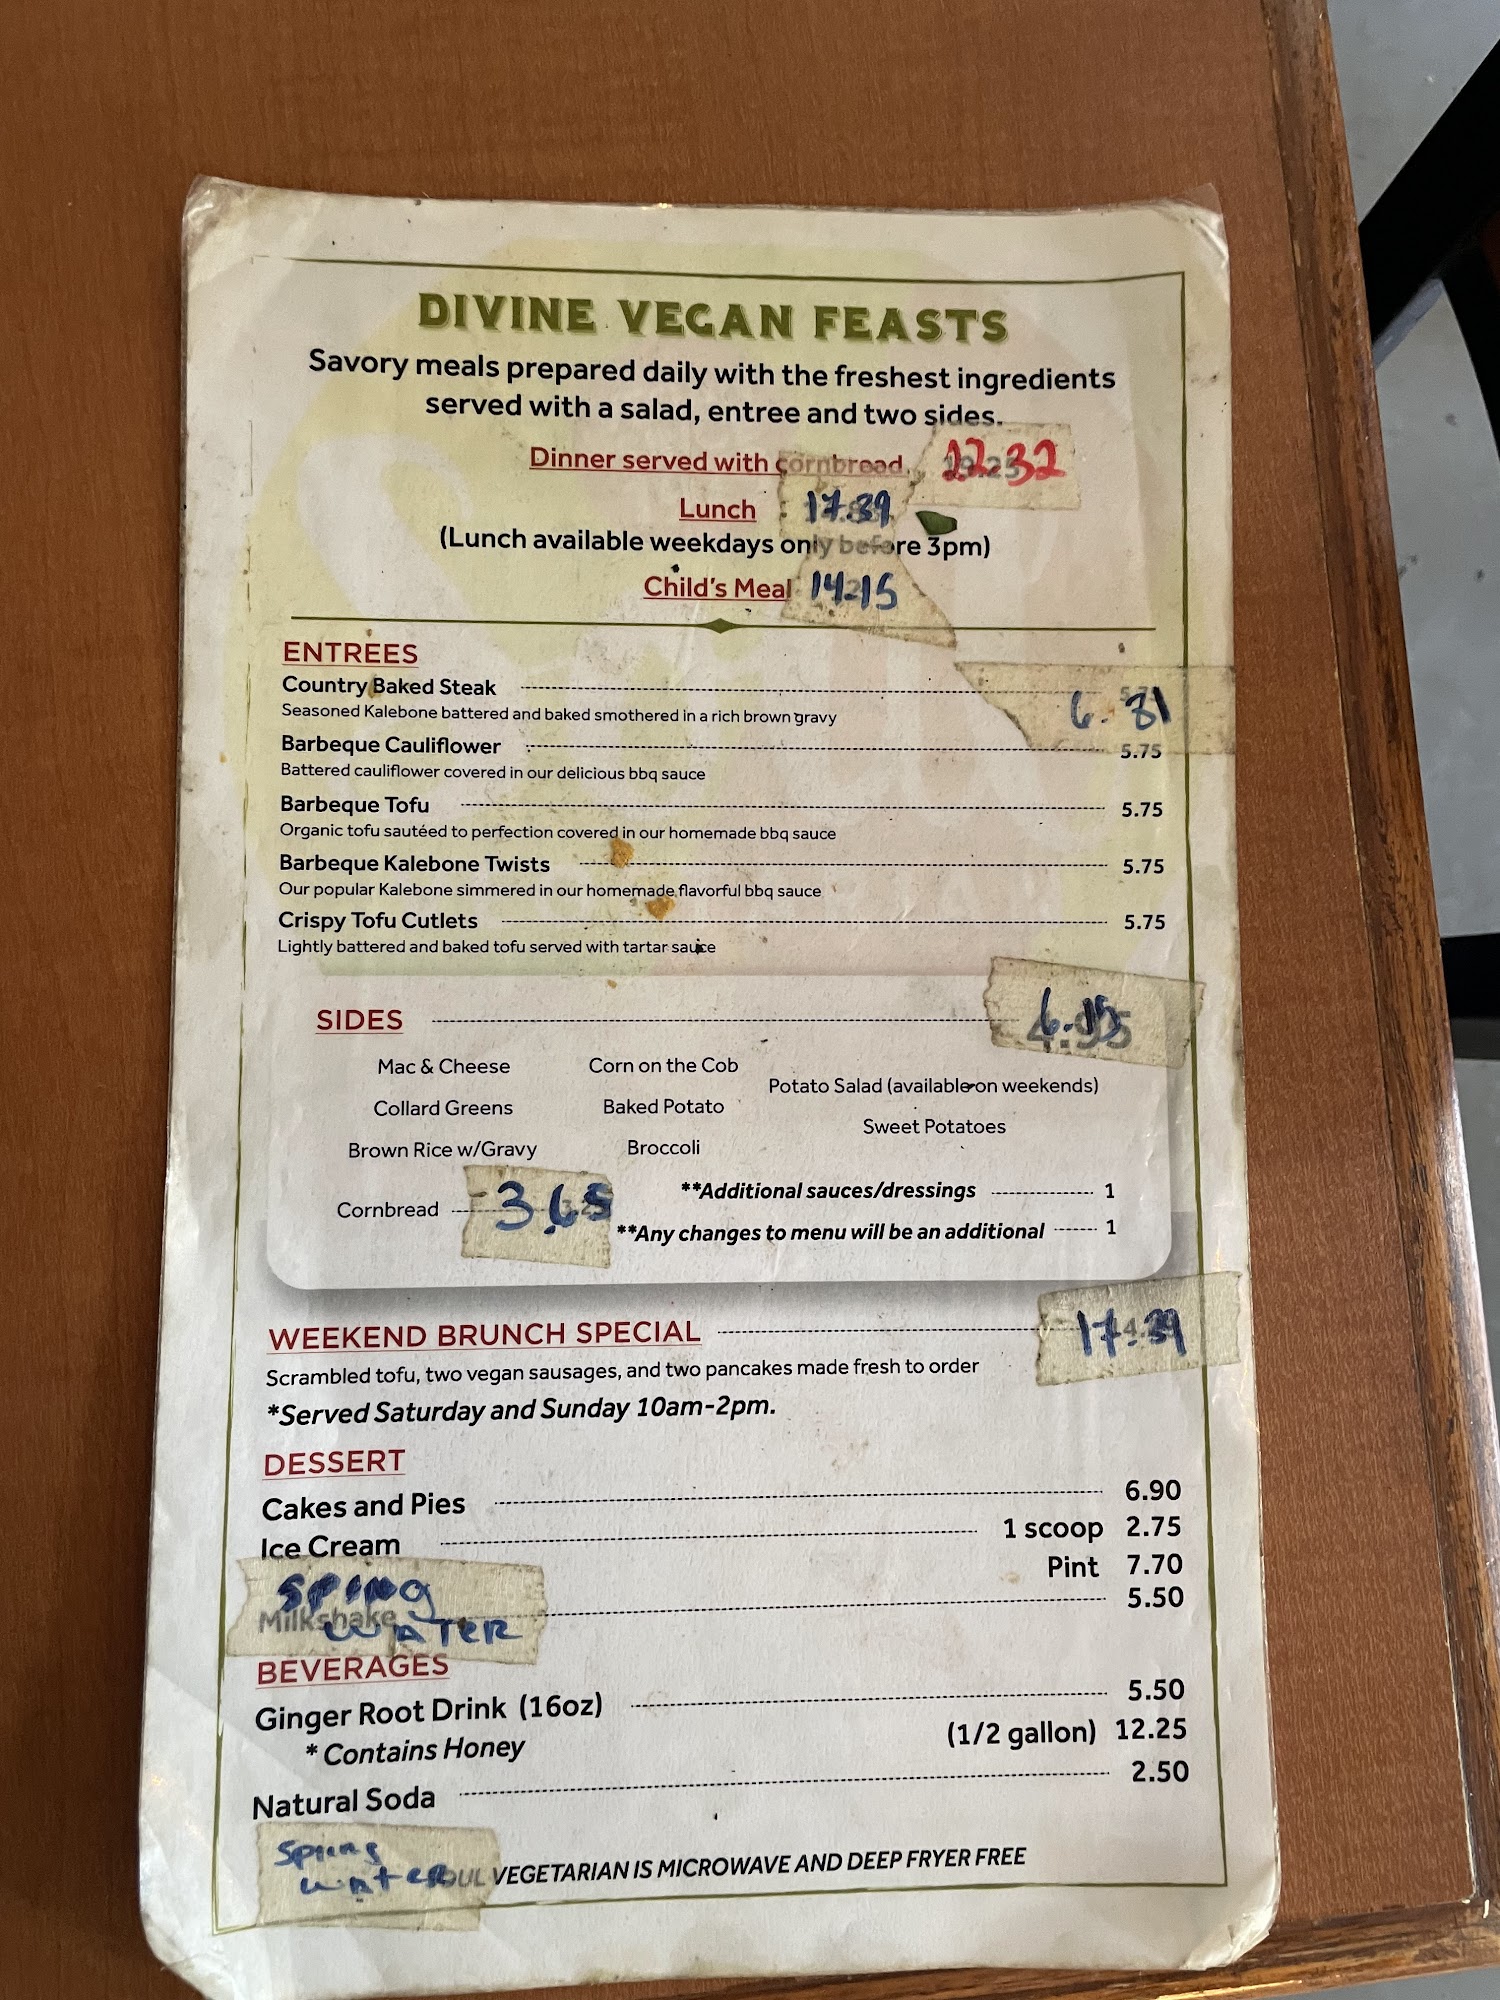 DIVINE VEGAN FEASTS
Savory meals prepared daily with the freshest ingredients
served with a salad, entree and two sides.
Dinner served with cornbread. 22.32
Lunch : 17.39
(Lunch available weekdays only before 3pm)
Child's Meal 14.15
ENTREES
Country Baked Steak 6.81
Seasoned Kalebone battered and baked smothered in a rich brown gravy
Barbeque Cauliflower 5.75
Battered cauliflower covered in our delicious bbq sauce
Barbeque Tofu 5.75
Organic tofu sautéed to perfection covered in our homemade bbq sauce
Barbeque Kalebone Twists 5.75
Our popular Kalebone simmered in our homemade flavorful bbq sauce
Crispy Tofu Cutlets 5.75
Lightly battered and baked tofu served with tartar sauce
SIDES
Mac & Cheese Corn on the Cob
Potato Salad (available on weekends)
Collard Greens Baked Potato
Sweet Potatoes
Brown Rice w/Gravy Broccoli
**Additional sauces/dressings 1
Cornbread 3.65
**Any changes to menu will be an additional 1
WEEKEND BRUNCH SPECIAL 17.39
Scrambled tofu, two vegan sausages, and two pancakes made fresh to order
*Served Saturday and Sunday 10am-2pm.
DESSERT
Cakes and Pies 6.90
Ice Cream 1 scoop 2.75
Pint 7.70
SPING
Milkshake 5.50
WATER
BEVERAGES
Ginger Root Drink (16oz) 5.50
* Contains Honey (1/2 gallon) 12.25
Natural Soda 2.50
Spring
water
OUL VEGETARIAN IS MICROWAVE AND DEEP FRYER FREE